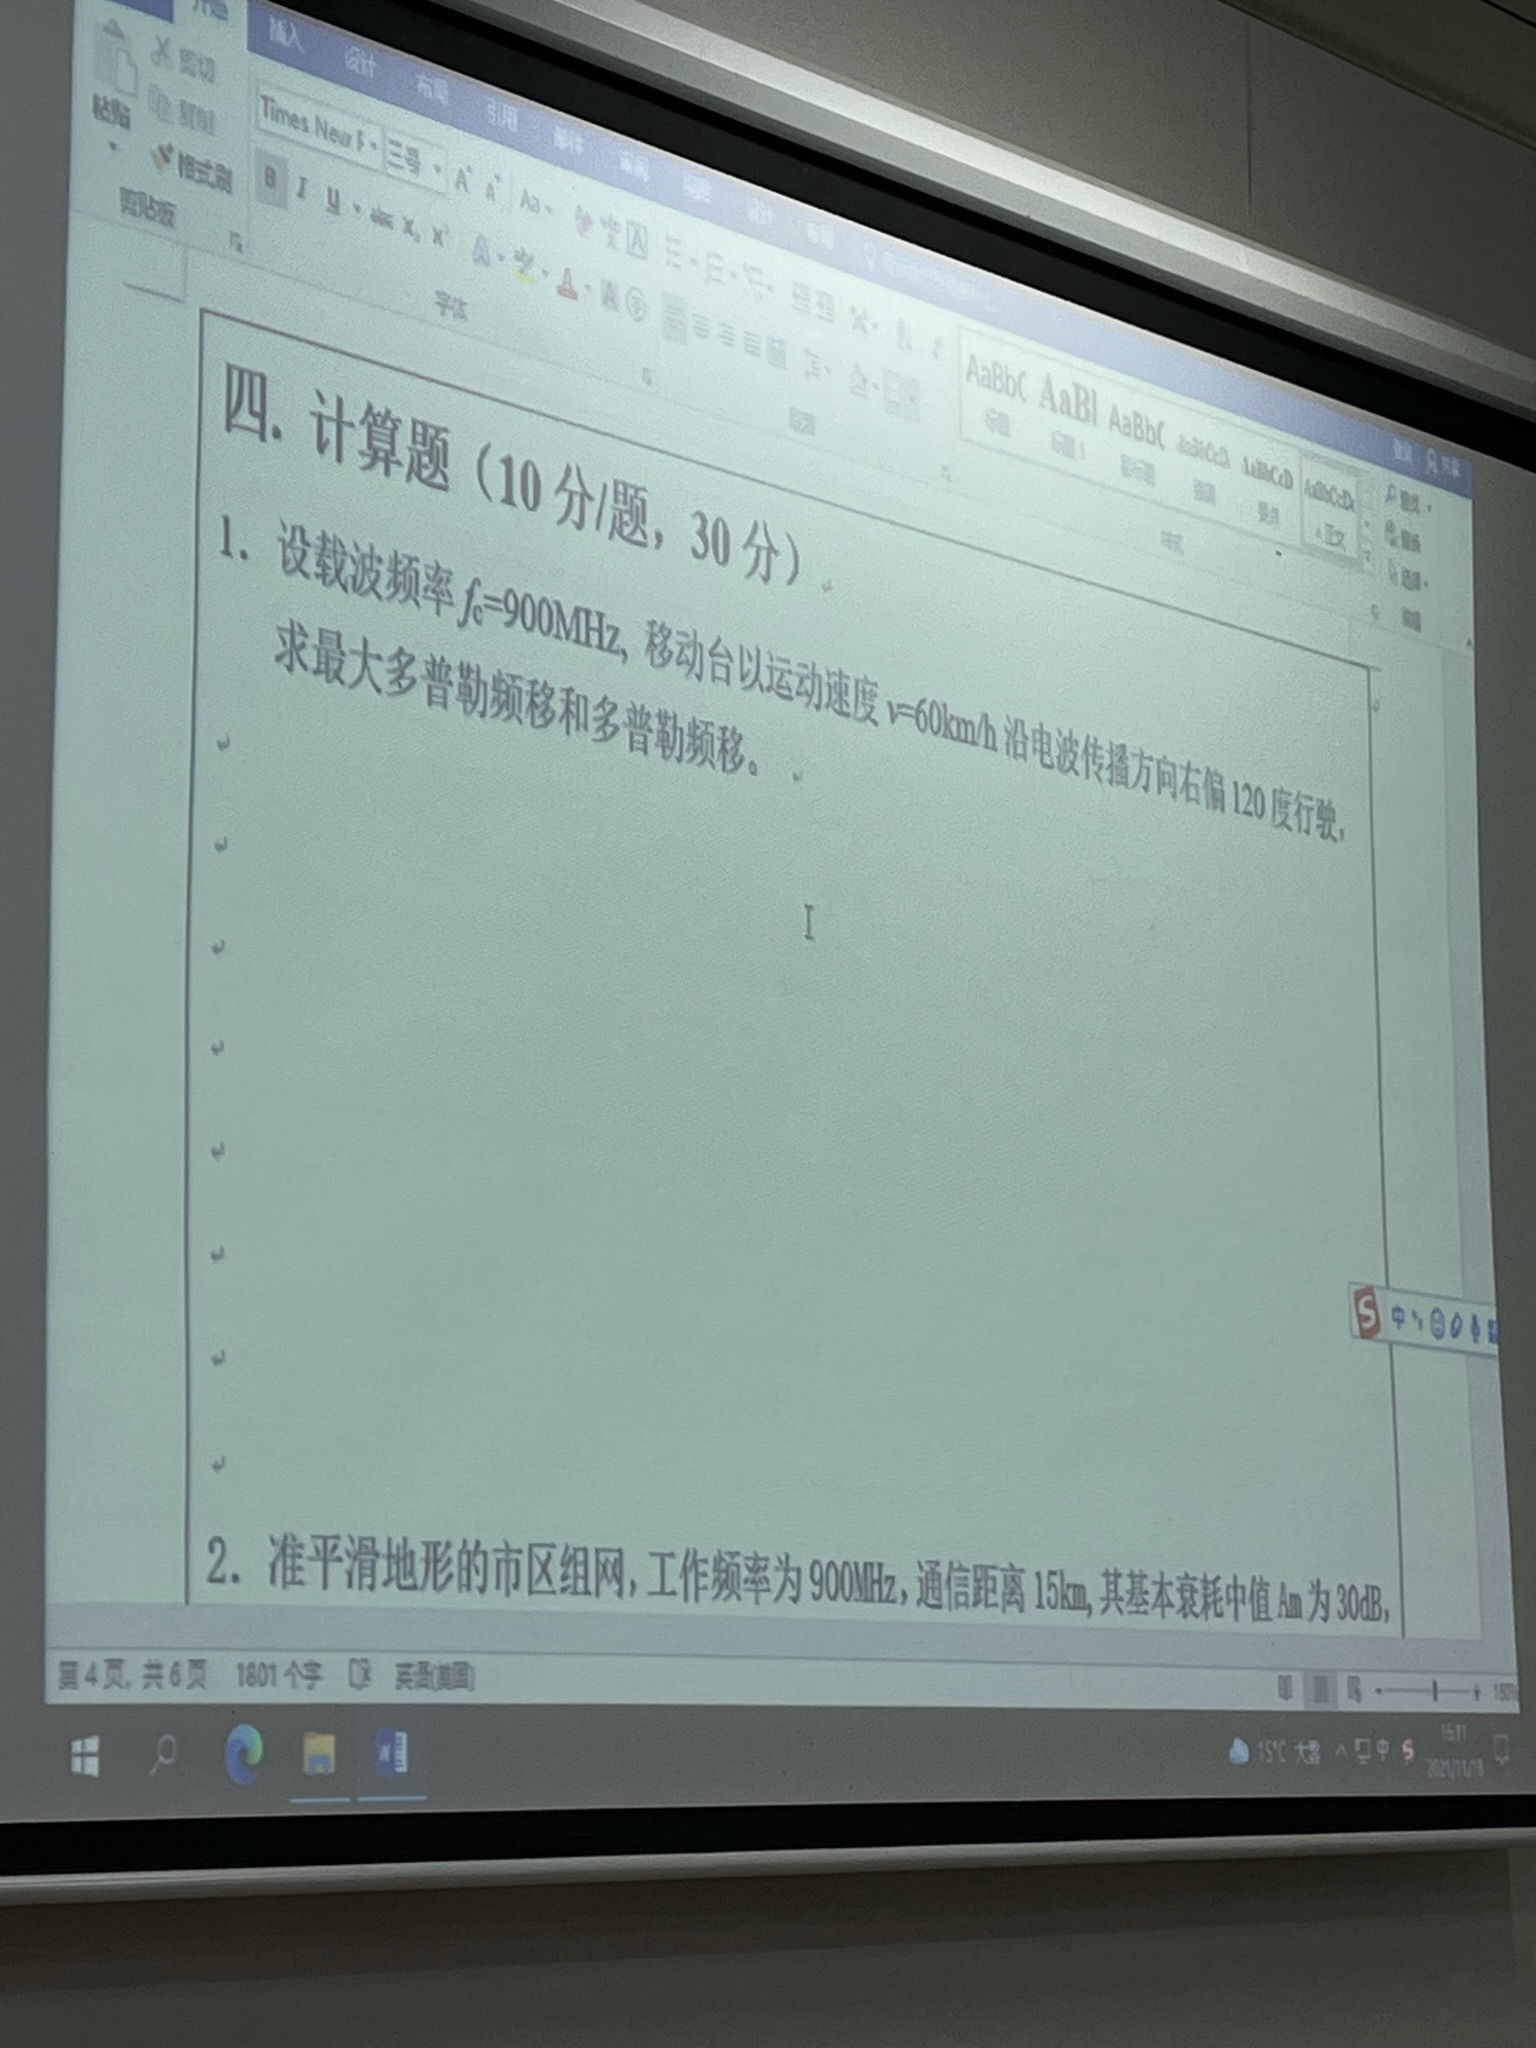 开始 插入 设计 布局 引用 邮件 审阅 视图 设计 布局
剪切
复制
粘贴
格式刷
剪贴板
Times New R 三号
B I U abc
字体
段落
AaBbC AaBl AaBbC AaBbCcD AaBbCcD AaBbCcDc
标题 标题 1 副标题 强调 要点 正文
样式
登录 共享
查找
替换
选择
编辑
四. 计算题（10 分/题，30 分）
1. 设载波频率 fc=900MHz, 移动台以运动速度 v=60km/h 沿电波传播方向右偏 120 度行驶,
求最大多普勒频移和多普勒频移。
S 中
2. 准平滑地形的市区组网, 工作频率为 900MHz, 通信距离 15km, 其基本衰耗中值 Am 为 30dB,
第 4 页, 共 6 页 1801 个字 英语(美国)
15°C 大雾 中
2021/11/18